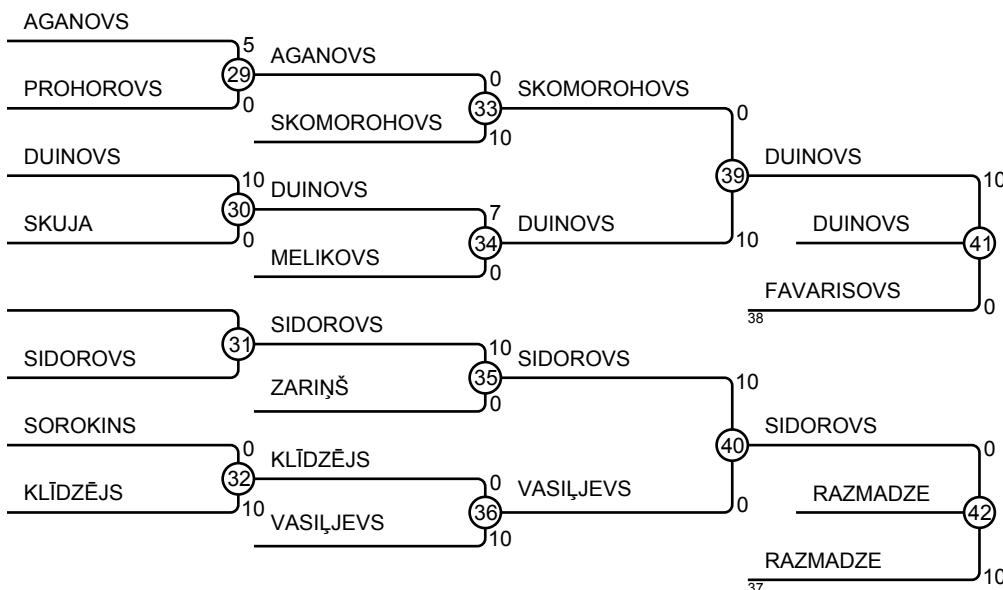 AGANOVS
5
29
AGANOVS
PROHOROVS
0
0
33
SKOMOROHOVS
SKOMOROHOVS
10
0
DUINOVS
10
39
DUINOVS
30
DUINOVS
10
SKUJA
0
7
34
DUINOVS
10
DUINOVS
41
MELIKOVS
0
FAVARISOVS
0
38
31
SIDOROVS
SIDOROVS
10
35
SIDOROVS
ZARIŅŠ
0
10
SOROKINS
0
40
SIDOROVS
32
KLĪDZĒJS
0
KLĪDZĒJS
10
0
36
VASIĻJEVS
0
RAZMADZE
42
VASIĻJEVS
10
RAZMADZE
10
37